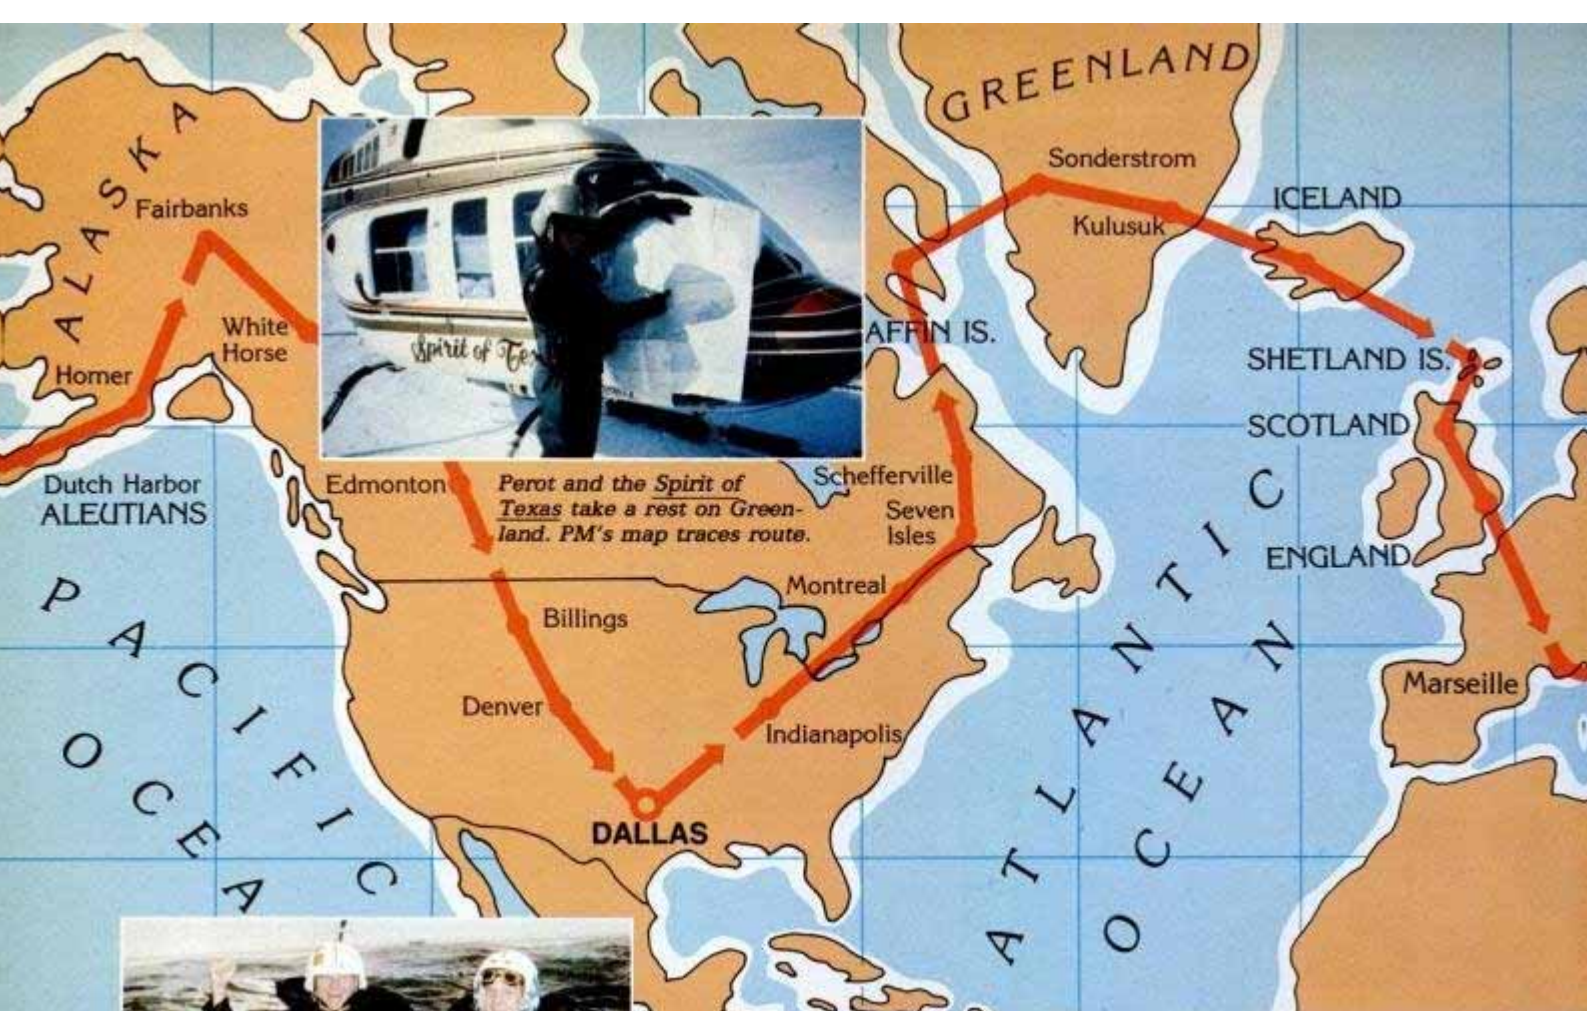 GREENLAND
ALASKA
Sonderstrom
ICELAND
Fairbanks
Kulusuk
White
Horse
AFFIN IS.
Spirit of Te
SHETLAND IS.
Homer
SCOTLAND
Dutch Harbor
ALEUTIANS
Edmonton
Perot and the Spirit of
Texas take a rest on Green-
land. PM's map traces route.
Schefferville
Seven
Isles
ENGLAND
Montreal
Billings
PACIFIC
OCEA
ATLANTIC
OCEAN
Marseille
Denver
Indianapolis
DALLAS